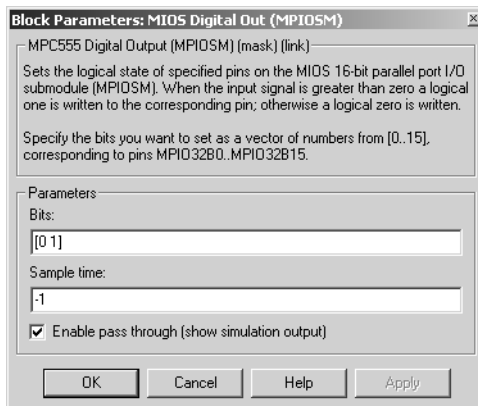 Block Parameters: MIOS Digital Out (MPIOSM)
MPC555 Digital Output (MPIOSM) (mask) (link)
Sets the logical state of specified pins on the MIOS 16-bit parallel port I/O
submodule (MPIOSM). When the input signal is greater than zero a logical
one is written to the corresponding pin; otherwise a logical zero is written.
Specify the bits you want to set as a vector of numbers from [0..15],
corresponding to pins MPIO32B0..MPIO32B15.
Parameters
Bits:
[0 1]
Sample time:
-1
Enable pass through (show simulation output)
OK Cancel Help Apply